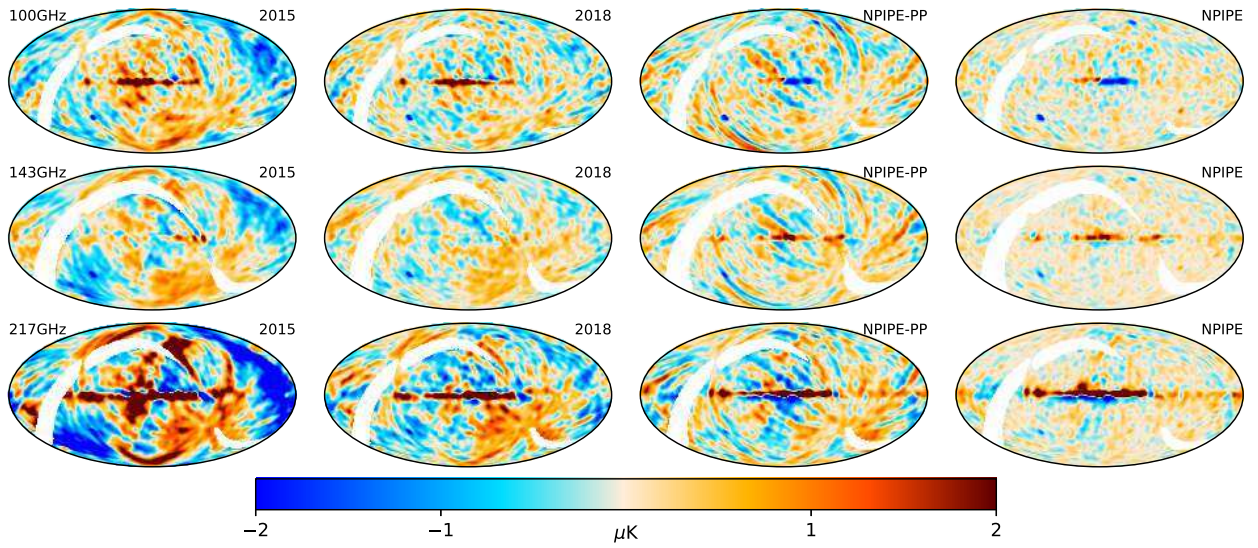 100GHz 2015 2018 NPIPE-PP NPIPE
143GHz 2015 2018 NPIPE-PP NPIPE
217GHz 2015 2018 NPIPE-PP NPIPE
−2 −1 μK 1 2